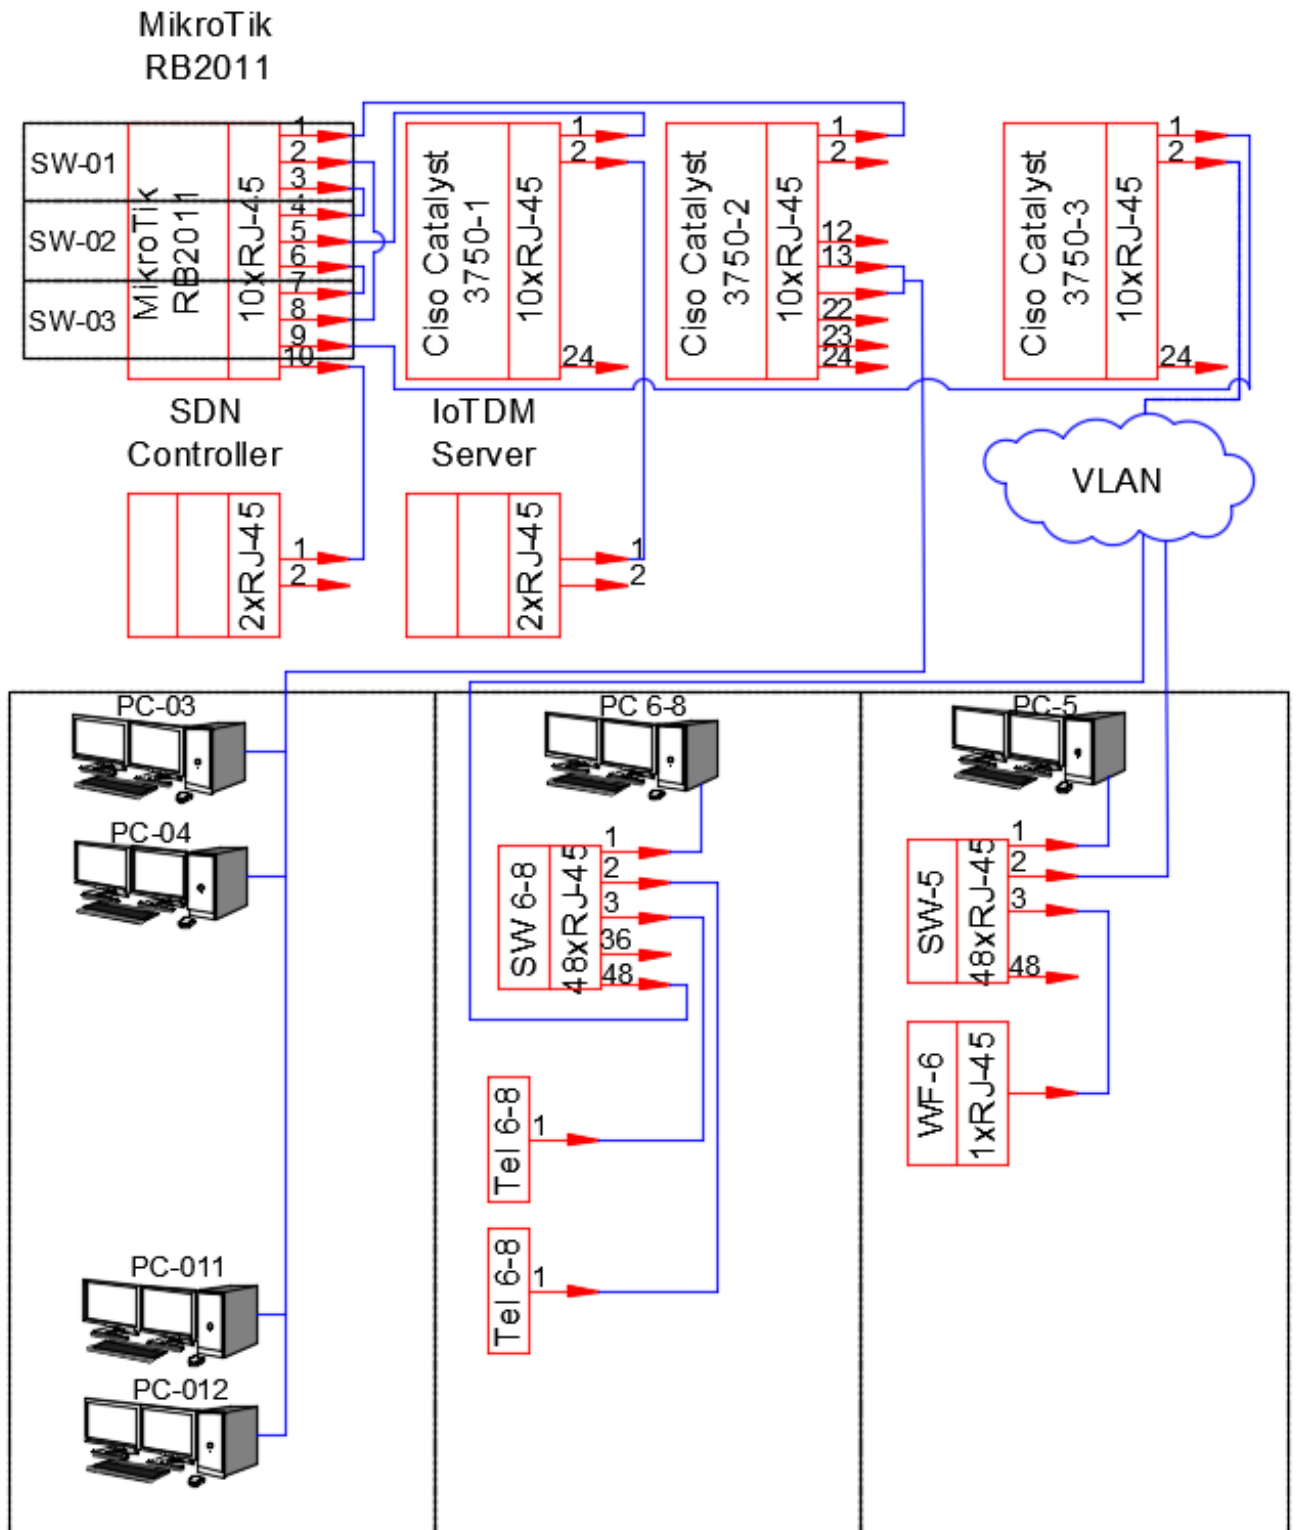 MikroTik
RB2011
SW-01
SW-02
SW-03
MikroTik
RB2011
10xRJ-45
1
2
3
4
5
6
7
8
9
10
Ciso Catalyst
3750-1
10xRJ-45
1
2
24
Ciso Catalyst
3750-2
10xRJ-45
1
2
12
13
22
23
24
Ciso Catalyst
3750-3
10xRJ-45
1
2
24
SDN
Controller
2xRJ-45
1
2
IoTDM
Server
2xRJ-45
1
2
VLAN
PC-03
PC-04
PC-011
PC-012
PC 6-8
SW 6-8
48xRJ-45
1
2
3
36
48
Tel 6-8
1
Tel 6-8
1
PC-5
SW-5
48xRJ-45
1
2
3
48
WF-6
1xRJ-45